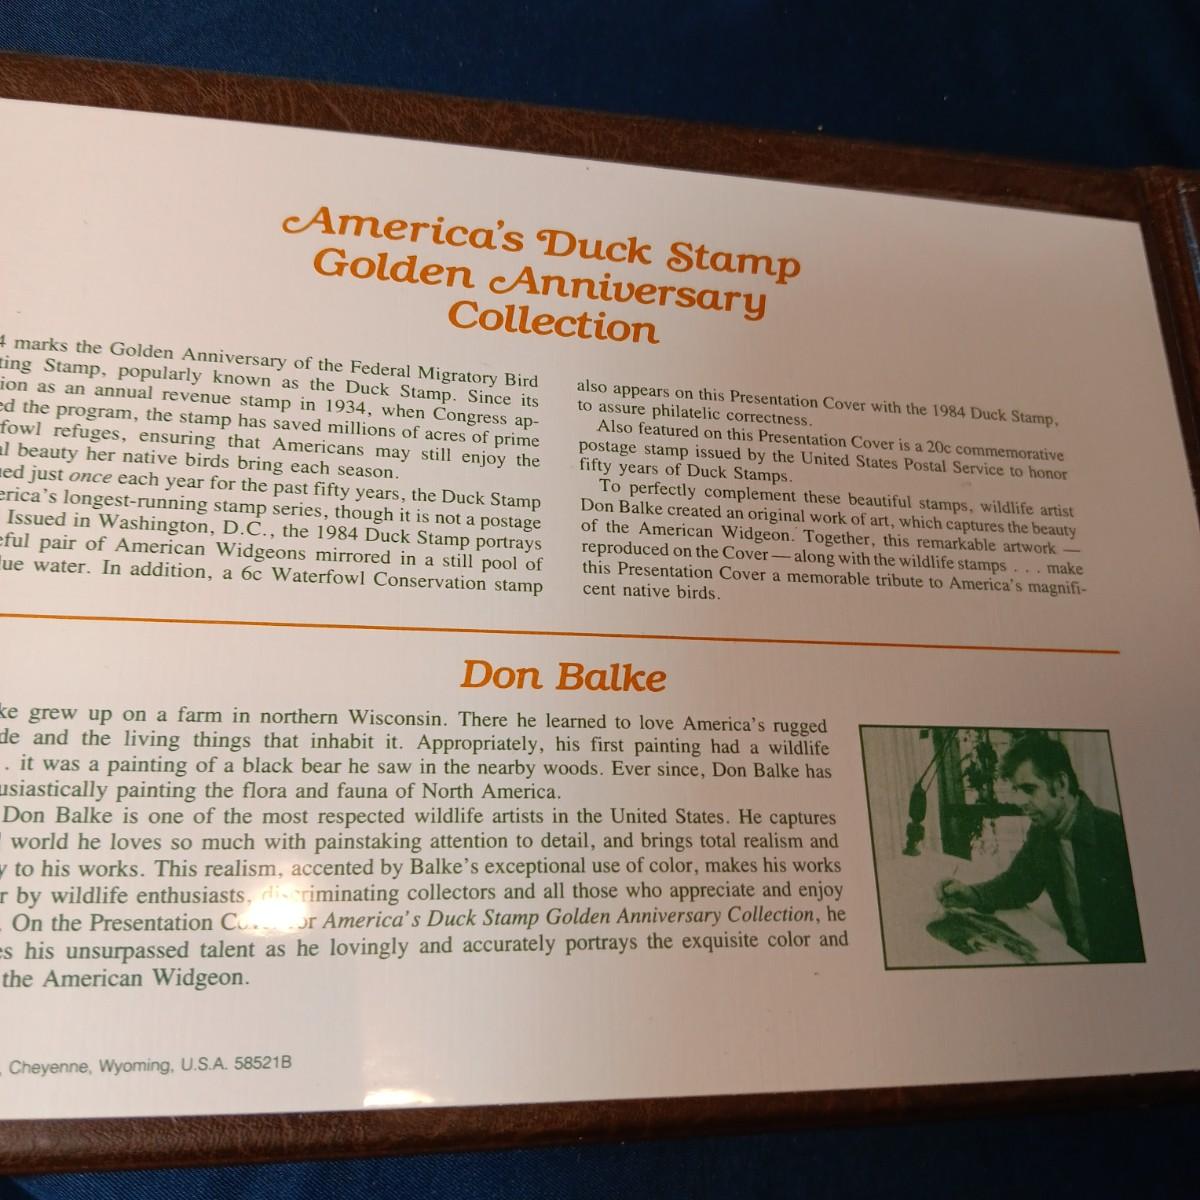 America's Duck Stamp
Golden Anniversary
Collection
4 marks the Golden Anniversary of the Federal Migratory Bird
ting Stamp, popularly known as the Duck Stamp. Since its
ion as an annual revenue stamp in 1934, when Congress ap-
ed the program, the stamp has saved millions of acres of prime
fowl refuges, ensuring that Americans may still enjoy the
al beauty her native birds bring each season.
ued just once each year for the past fifty years, the Duck Stamp
erica's longest-running stamp series, though it is not a postage
Issued in Washington, D.C., the 1984 Duck Stamp portrays
eful pair of American Widgeons mirrored in a still pool of
lue water. In addition, a 6c Waterfowl Conservation stamp
also appears on this Presentation Cover with the 1984 Duck Stamp,
to assure philatelic correctness.
Also featured on this Presentation Cover is a 20c commemorative
postage stamp issued by the United States Postal Service to honor
fifty years of Duck Stamps.
To perfectly complement these beautiful stamps, wildlife artist
Don Balke created an original work of art, which captures the beauty
of the American Widgeon. Together, this remarkable artwork —
reproduced on the Cover — along with the wildlife stamps . . . make
this Presentation Cover a memorable tribute to America's magnifi-
cent native birds.
Don Balke
ke grew up on a farm in northern Wisconsin. There he learned to love America's rugged
de and the living things that inhabit it. Appropriately, his first painting had a wildlife
. it was a painting of a black bear he saw in the nearby woods. Ever since, Don Balke has
usiastically painting the flora and fauna of North America.
Don Balke is one of the most respected wildlife artists in the United States. He captures
world he loves so much with painstaking attention to detail, and brings total realism and
y to his works. This realism, accented by Balke's exceptional use of color, makes his works
r by wildlife enthusiasts, discriminating collectors and all those who appreciate and enjoy
. On the Presentation or America's Duck Stamp Golden Anniversary Collection, he
es his unsurpassed talent as he lovingly and accurately portrays the exquisite color and
the American Widgeon.
, Cheyenne, Wyoming, U.S.A. 58521B